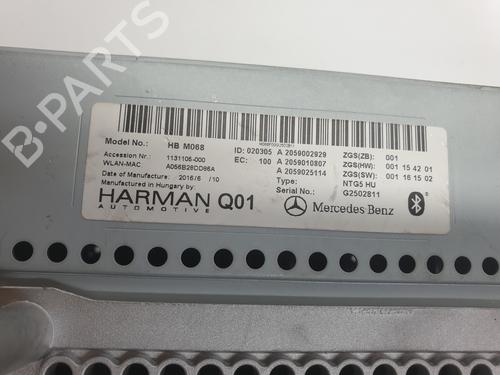 B-PARTS
Model No.: HB M068
Accession Nr.: 1131106-000
WLAN-MAC: A056B28CD86A
Date of Manufacture: 2016/6 /10
Manufactured in Hungary by:
HARMAN Q01
AUTOMOTIVE
ID: 020305 A 2059002929 ZGS(ZB): 001
EC: 100 A 2059010807 ZGS(HW): 001 15 42 01
A 2059025114 ZGS(SW): 001 16 15 02
Type: NTG5 HU
Serial No.: G2502811
Mercedes Benz